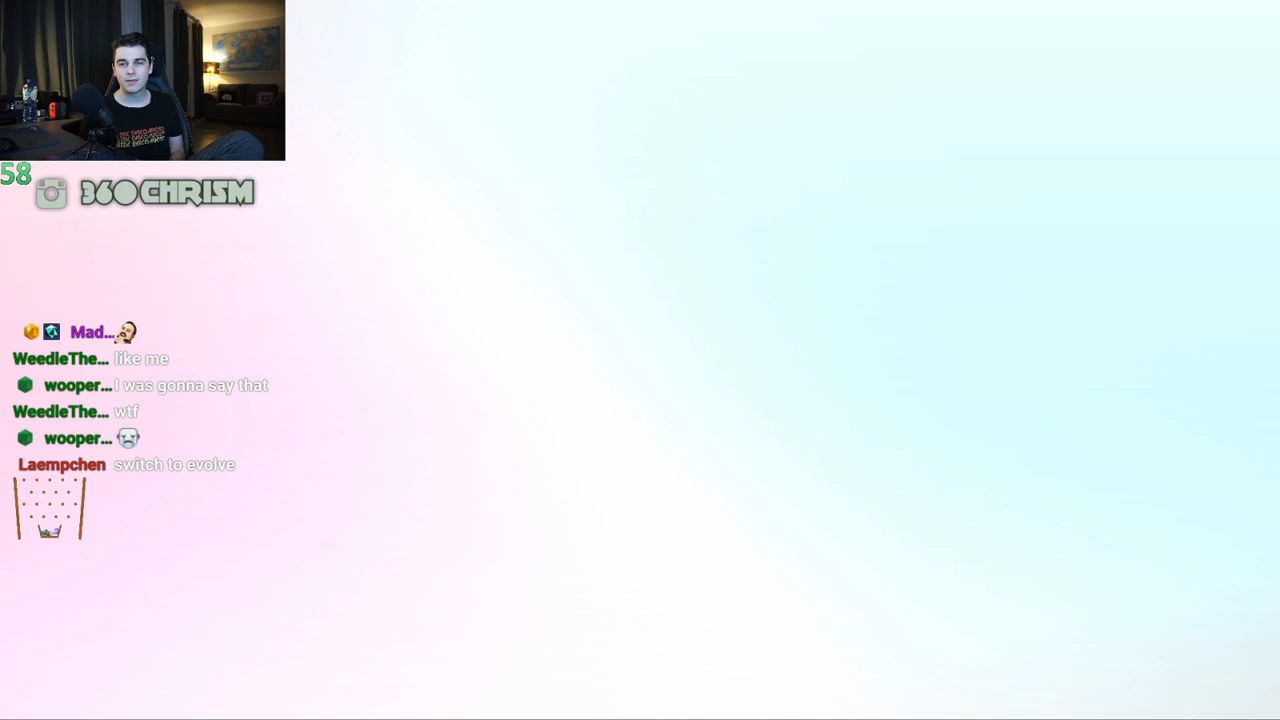 58
360CHRISM
Mad...
WeedleThe... like me
wooper... I was gonna say that
WeedleThe... wtf
wooper...
Laempchen switch to evolve